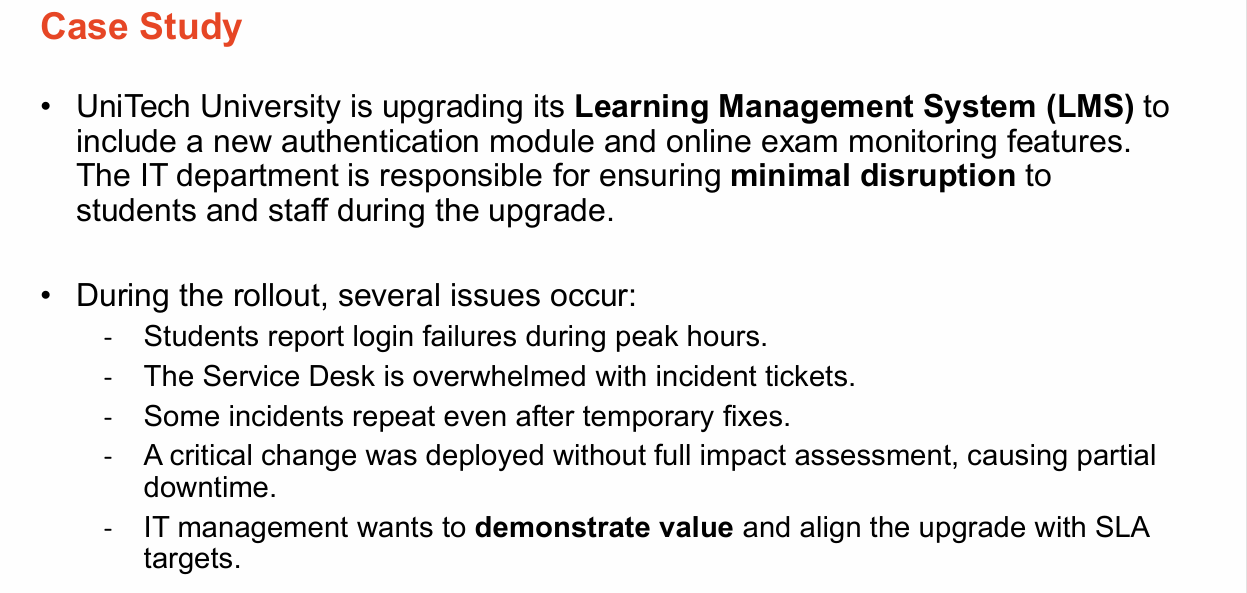 Case Study
• UniTech University is upgrading its Learning Management System (LMS) to
include a new authentication module and online exam monitoring features.
The IT department is responsible for ensuring minimal disruption to
students and staff during the upgrade.
• During the rollout, several issues occur:
- Students report login failures during peak hours.
- The Service Desk is overwhelmed with incident tickets.
- Some incidents repeat even after temporary fixes.
- A critical change was deployed without full impact assessment, causing partial
downtime.
- IT management wants to demonstrate value and align the upgrade with SLA
targets.